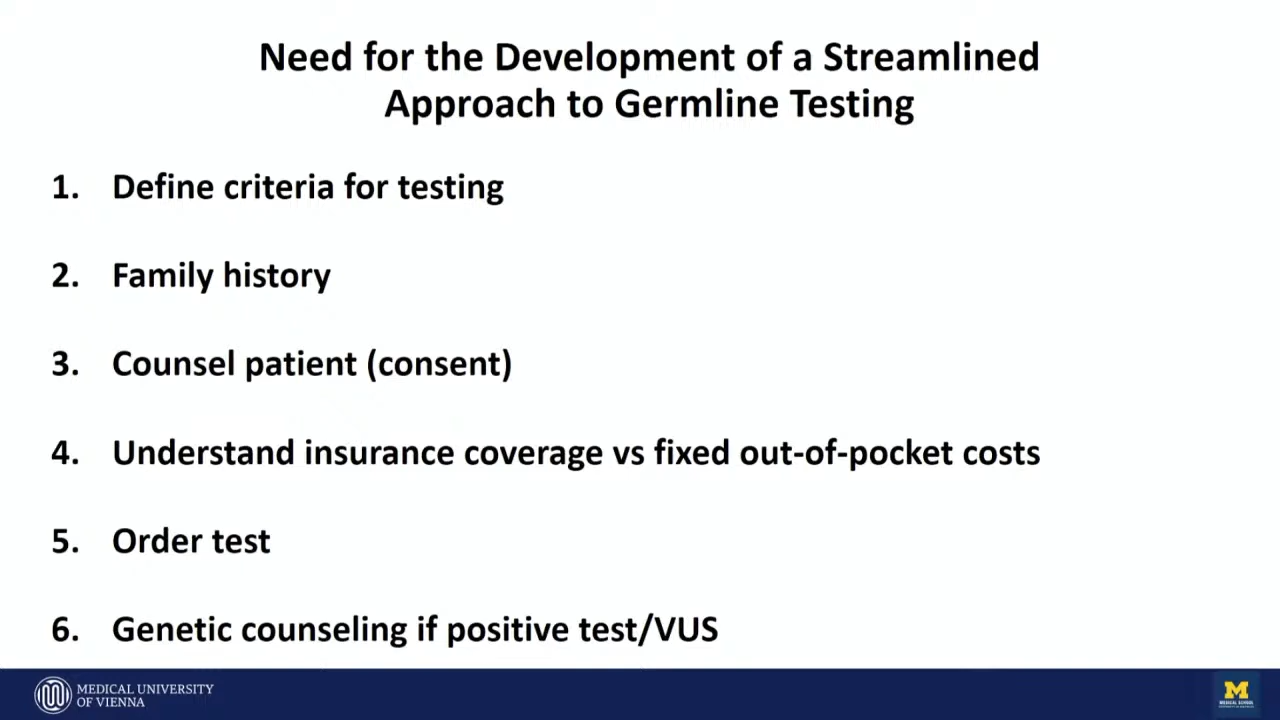 Need for the Development of a Streamlined
Approach to Germline Testing
1. Define criteria for testing
2. Family history
3. Counsel patient (consent)
4. Understand insurance coverage vs fixed out-of-pocket costs
5. Order test
6. Genetic counseling if positive test/VUS
MEDICAL UNIVERSITY
OF VIENNA
M
MEDICAL SCHOOL